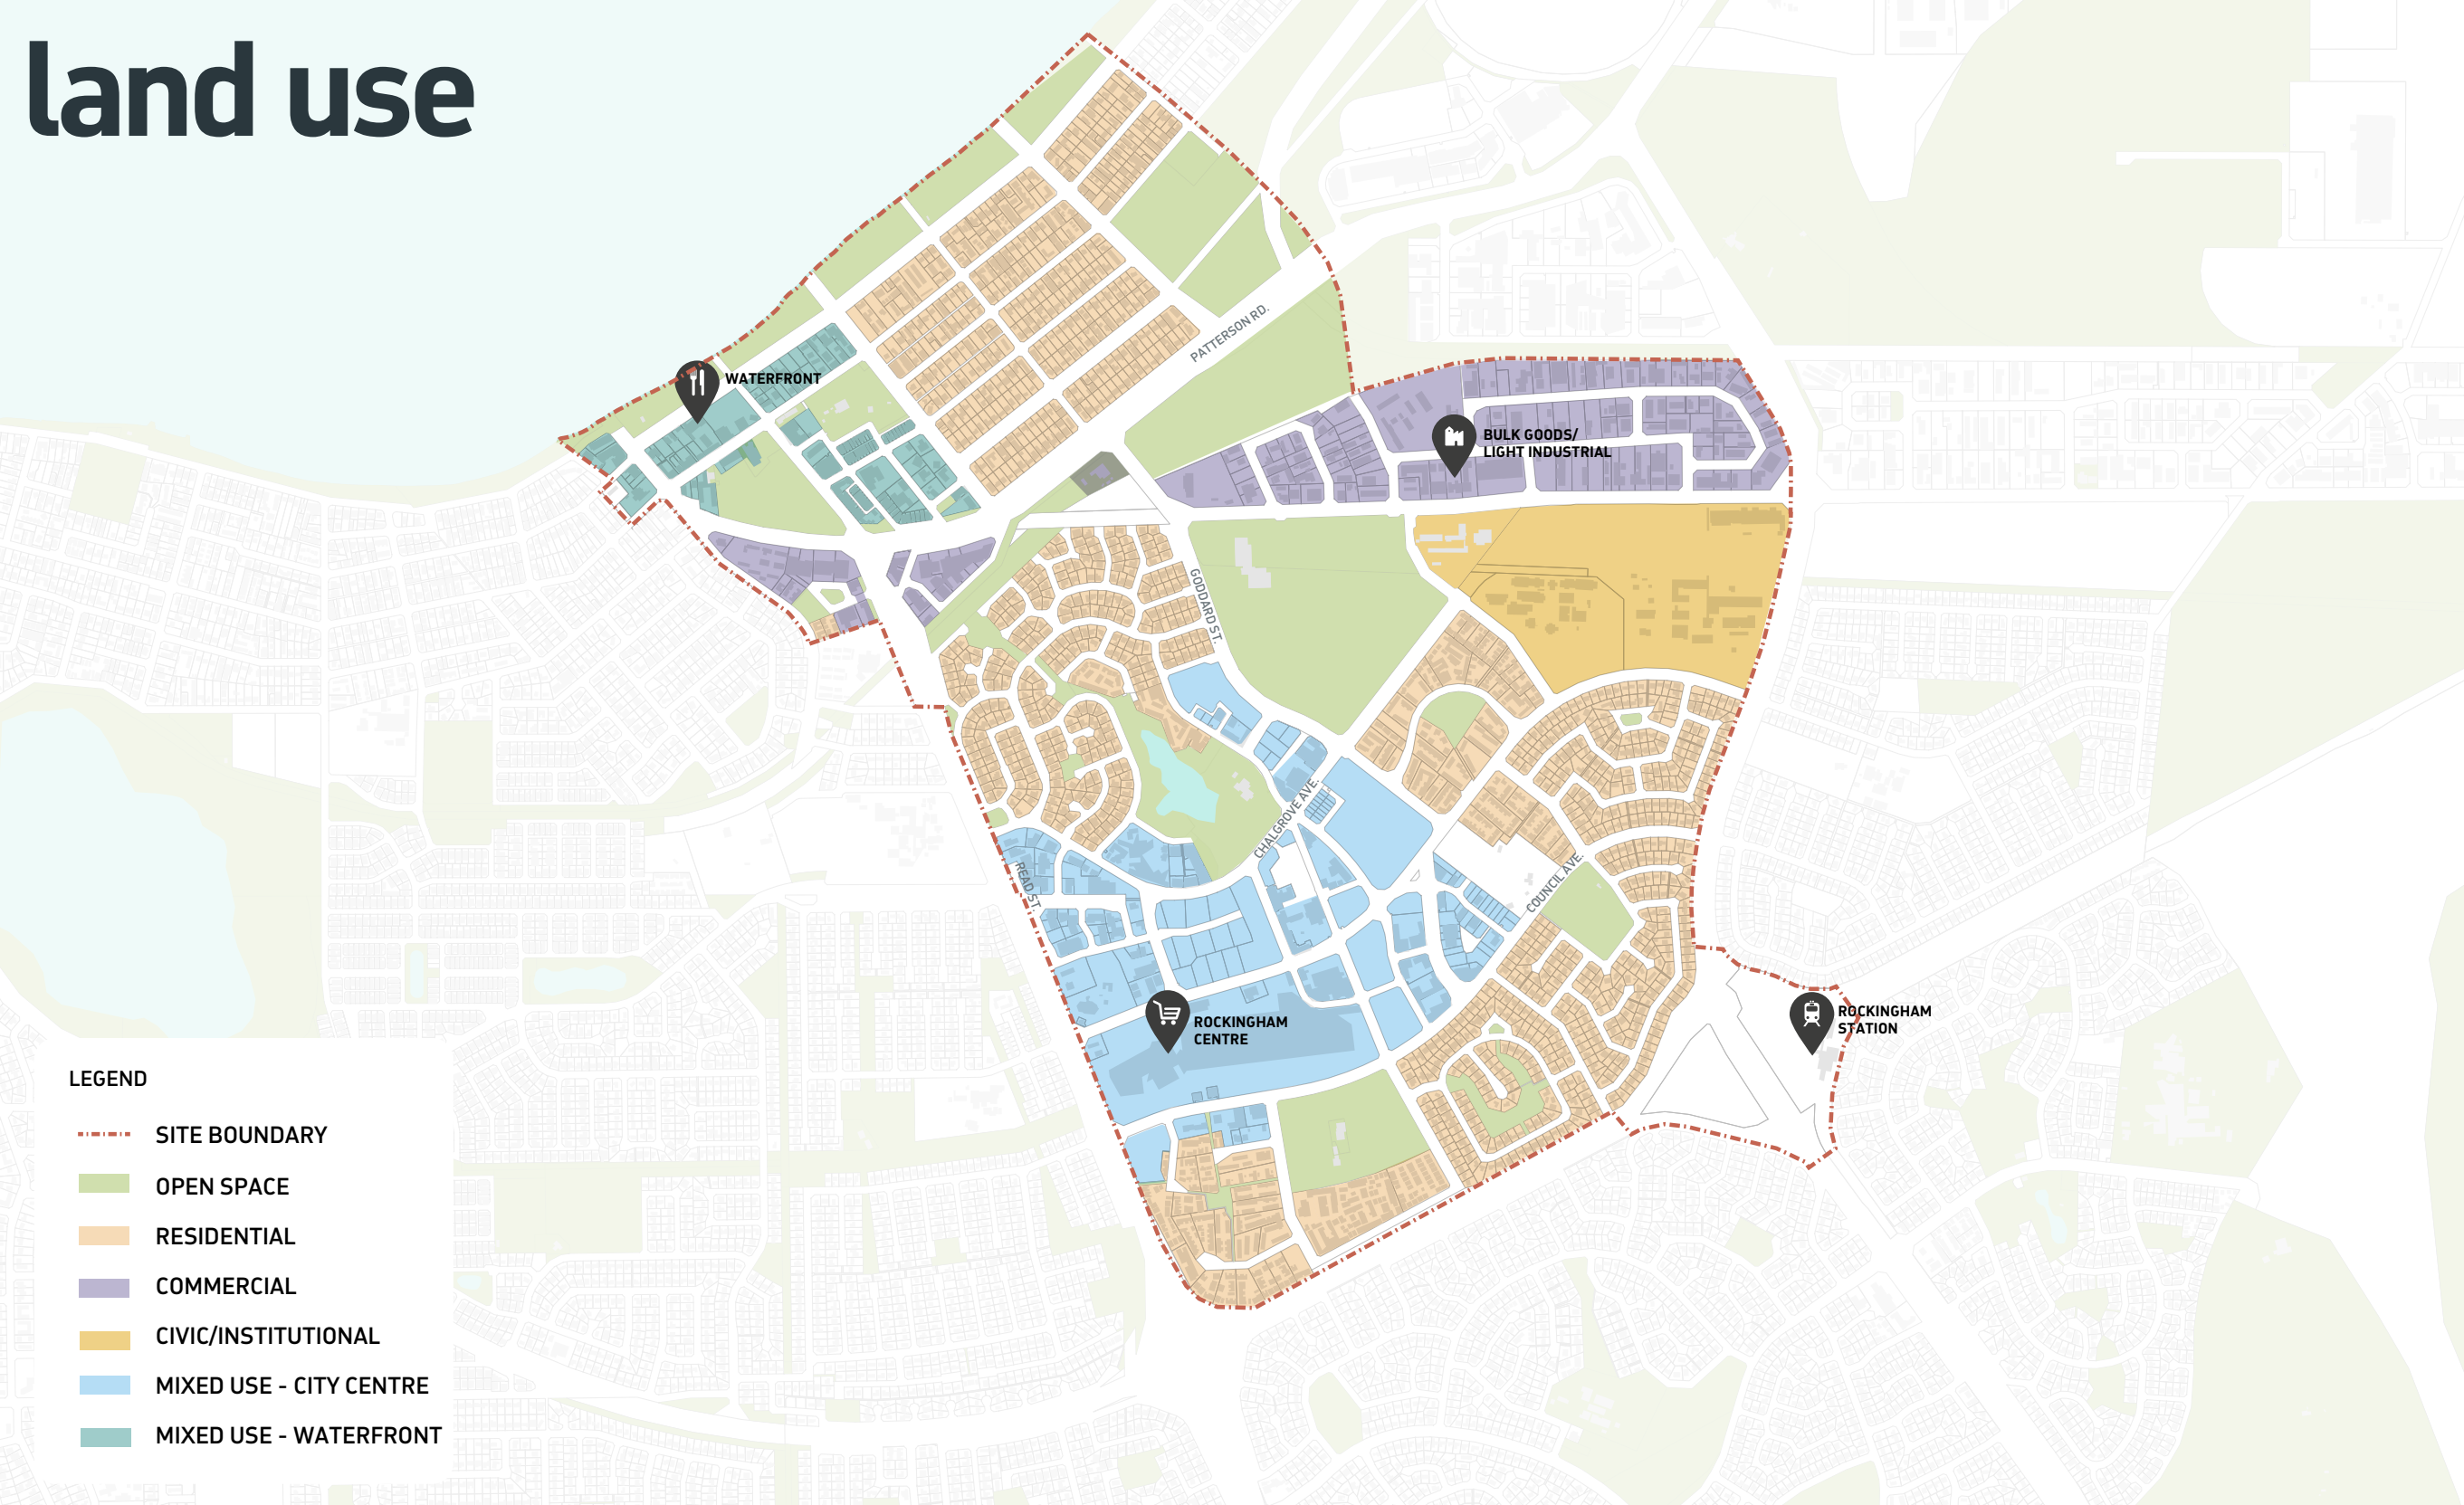 land use
PATTERSON RD.
WATERFRONT
BULK GOODS/
LIGHT INDUSTRIAL
GODDARD ST.
CHALGROVE AVE.
READ ST.
COUNCIL AVE.
ROCKINGHAM
CENTRE
ROCKINGHAM
STATION
LEGEND
SITE BOUNDARY
OPEN SPACE
RESIDENTIAL
COMMERCIAL
CIVIC/INSTITUTIONAL
MIXED USE - CITY CENTRE
MIXED USE - WATERFRONT